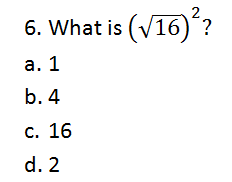 6. What is (√16)²?
a. 1
b. 4
c. 16
d. 2